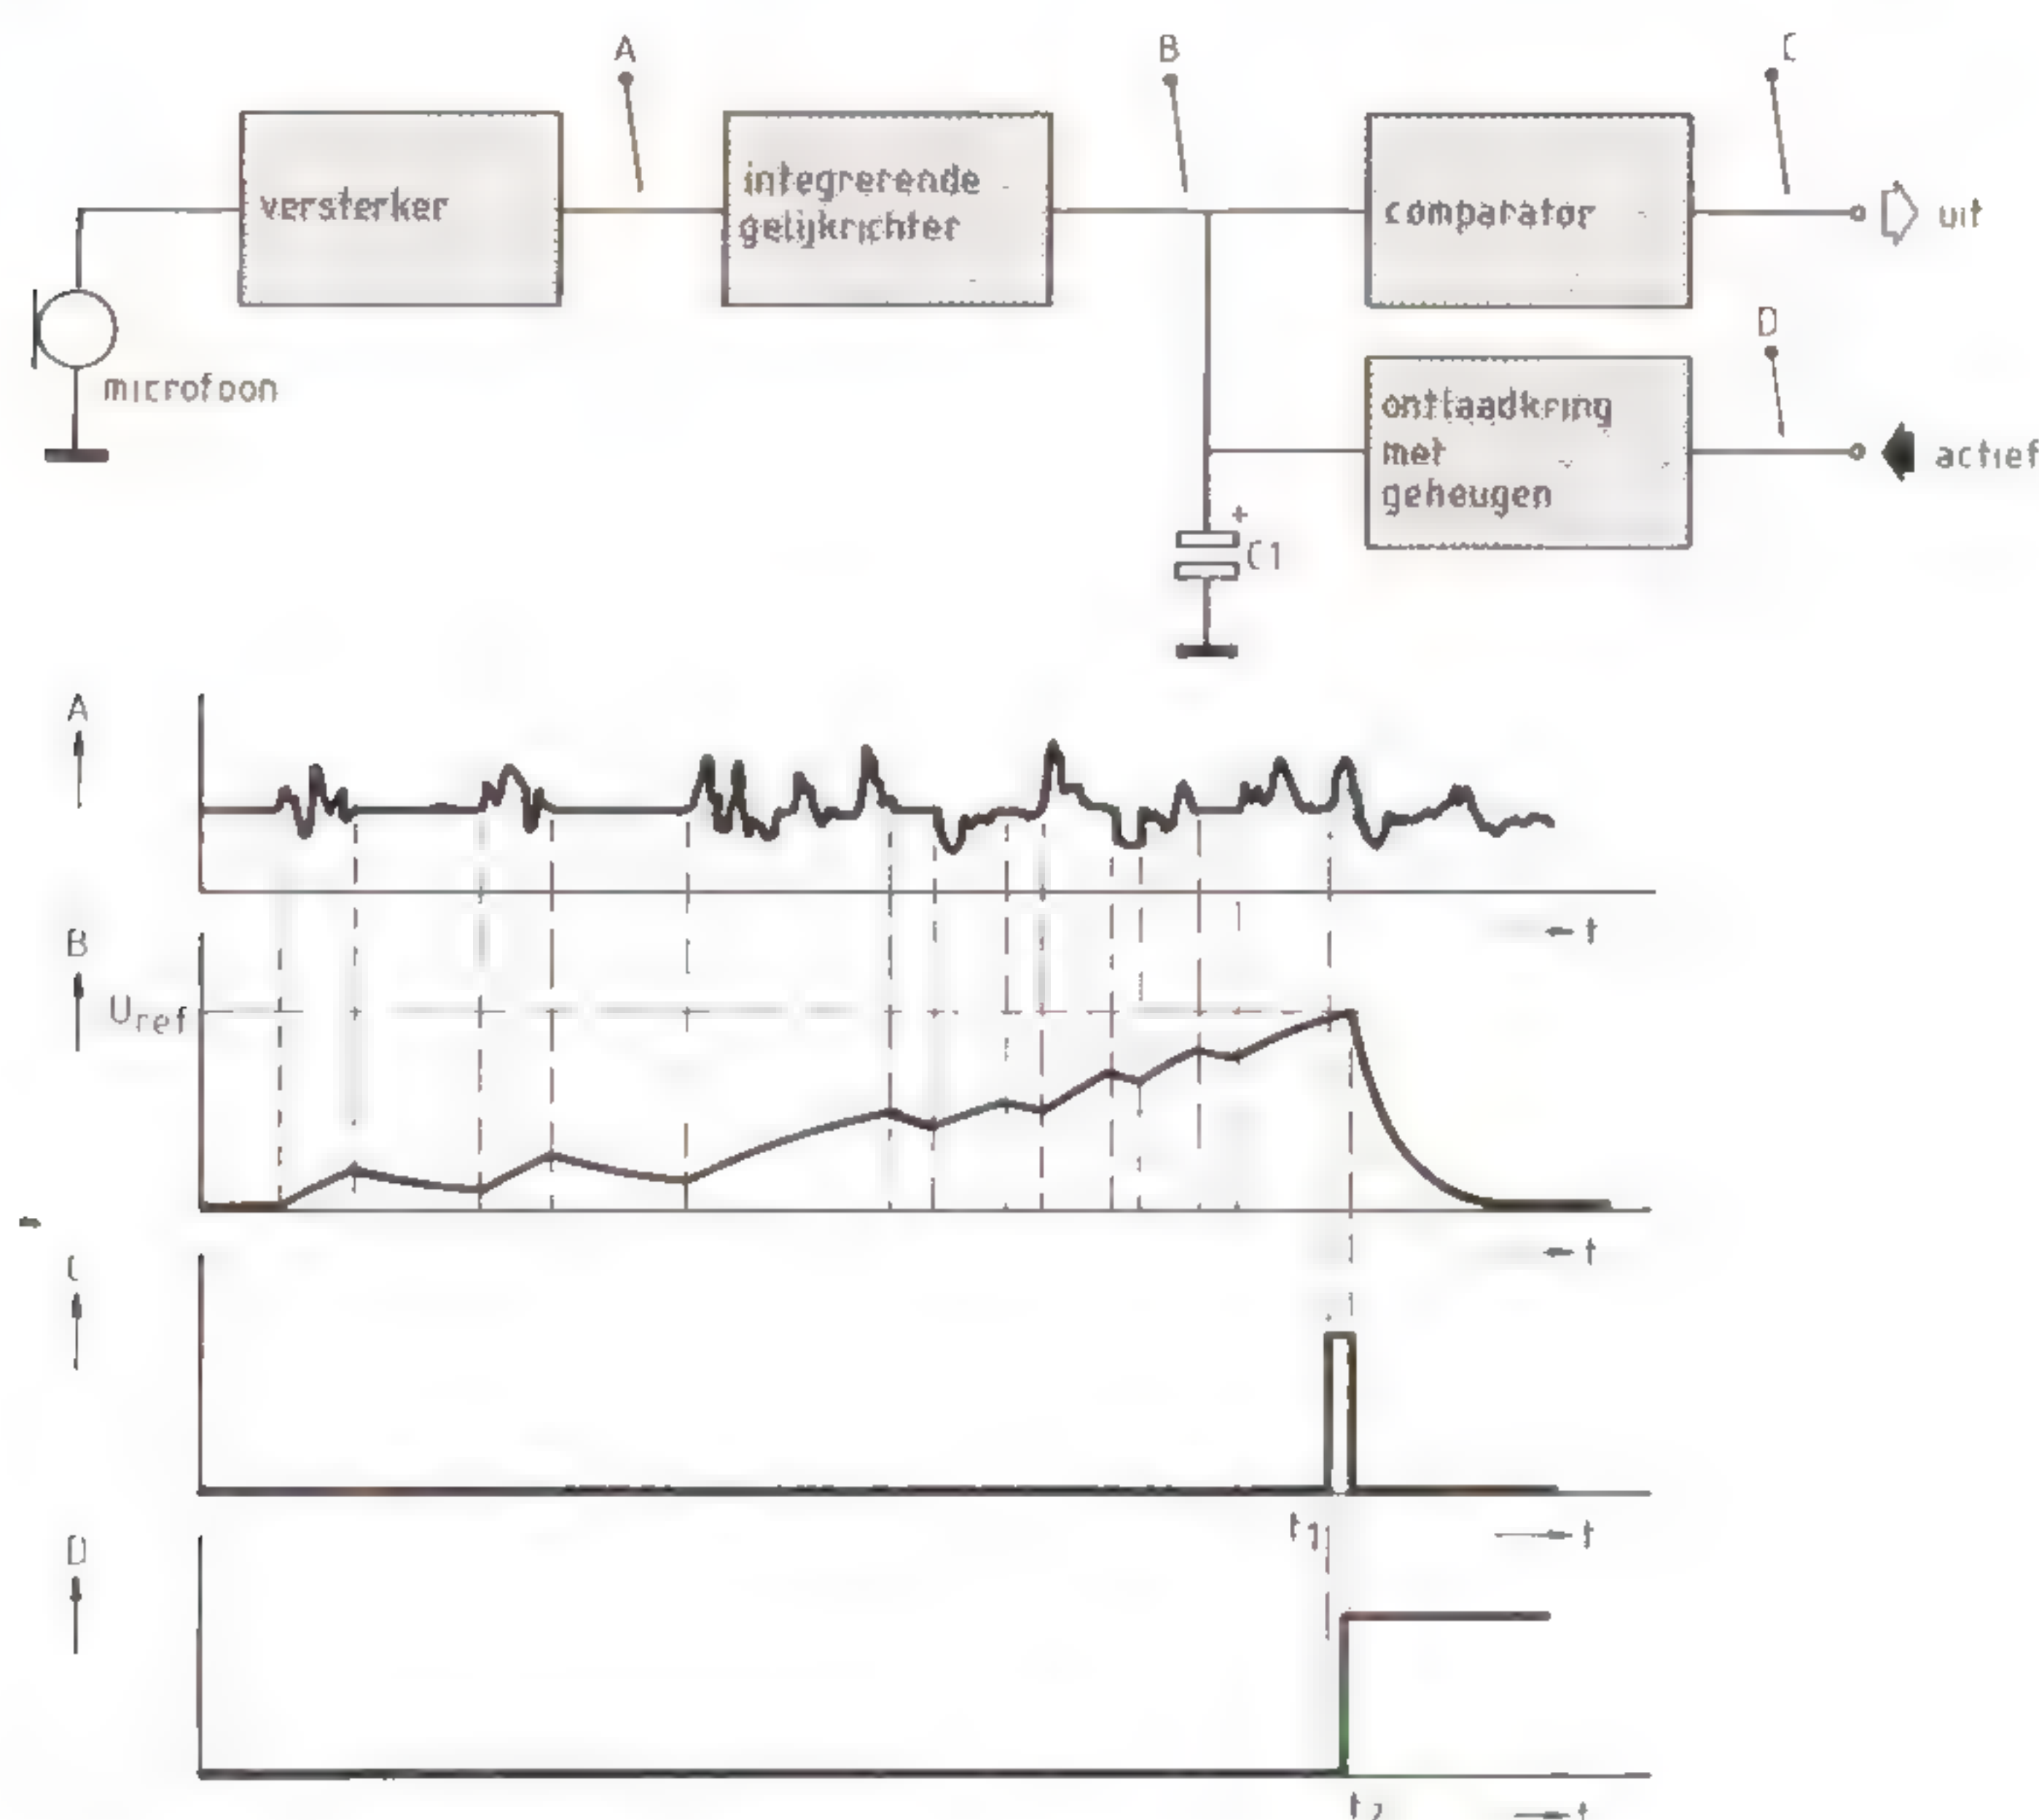 A
B
C
versterker
integrerende
gelijkrichter
comparator
uit
D
microfoon
ontlaadkring
met
geheugen
actief
+
C1
A
t
B
Uref
t
C
t1
t
D
t2
t